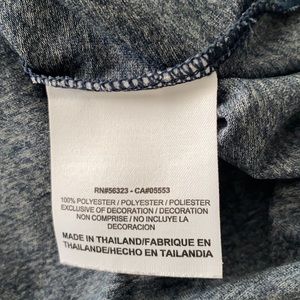 RN#56323 - CA#05553
100% POLYESTER / POLYESTER / POLIESTER
EXCLUSIVE OF DECORATION / DECORATION
NON COMPRISE / NO INCLUYE LA
DECORACION
MADE IN THAILAND/FABRIQUE EN
THAILANDE/HECHO EN TAILANDIA